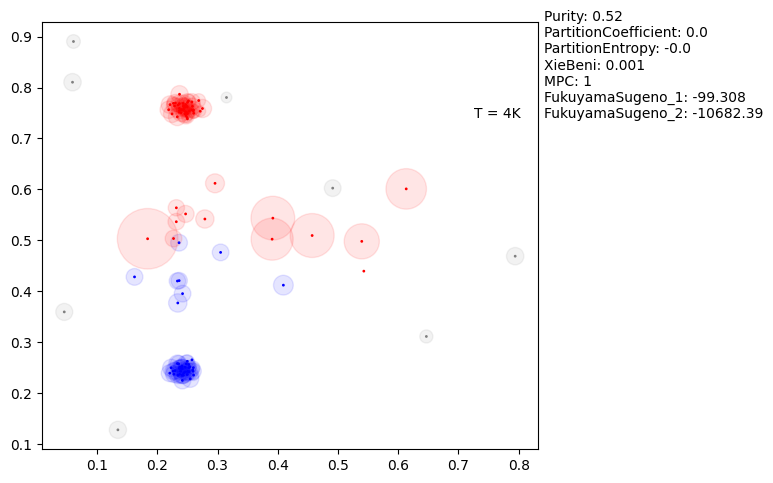 Purity: 0.52
PartitionCoefficient: 0.0
PartitionEntropy: -0.0
XieBeni: 0.001
MPC: 1
FukuyamaSugeno_1: -99.308
FukuyamaSugeno_2: -10682.39
T = 4K
0.9
0.8
0.7
0.6
0.5
0.4
0.3
0.2
0.1
0.1 0.2 0.3 0.4 0.5 0.6 0.7 0.8